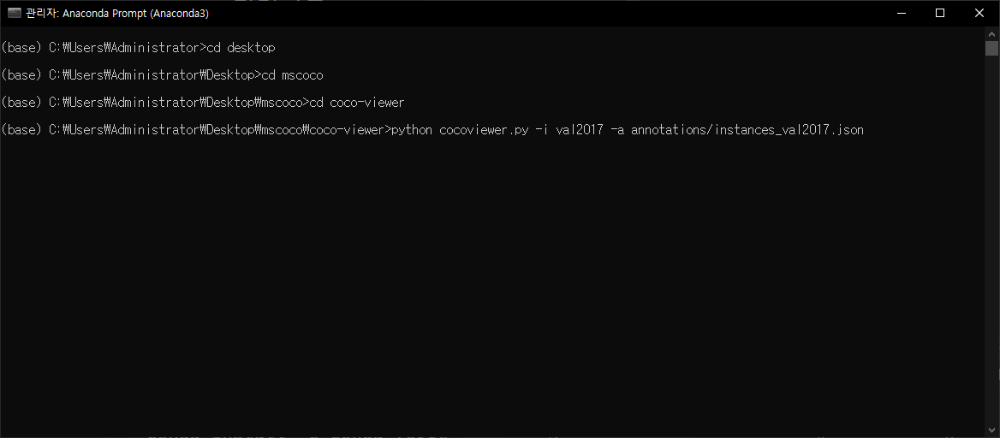 관리자: Anaconda Prompt (Anaconda3)
(base) C:₩Users₩Administrator>cd desktop
(base) C:₩Users₩Administrator₩Desktop>cd mscoco
(base) C:₩Users₩Administrator₩Desktop₩mscoco>cd coco-viewer
(base) C:₩Users₩Administrator₩Desktop₩mscoco₩coco-viewer>python cocoviewer.py -i val2017 -a annotations/instances_val2017.json